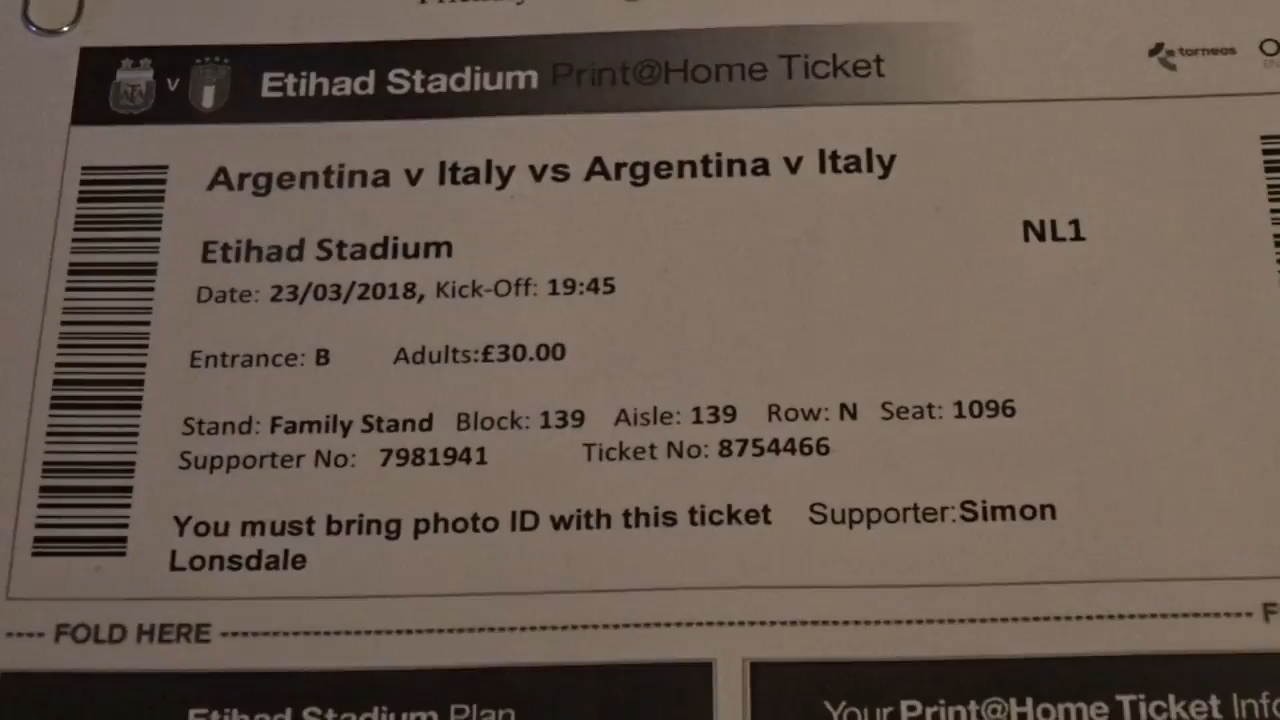 v Etihad Stadium Print@Home Ticket torneos
Argentina v Italy vs Argentina v Italy
NL1
Etihad Stadium
Date: 23/03/2018, Kick-Off: 19:45
Entrance: B Adults:£30.00
Stand: Family Stand Block: 139 Aisle: 139 Row: N Seat: 1096
Supporter No: 7981941 Ticket No: 8754466
You must bring photo ID with this ticket Supporter:Simon
Lonsdale
---- FOLD HERE ----
Etihad Stadium Plan
Your Print@Home Ticket